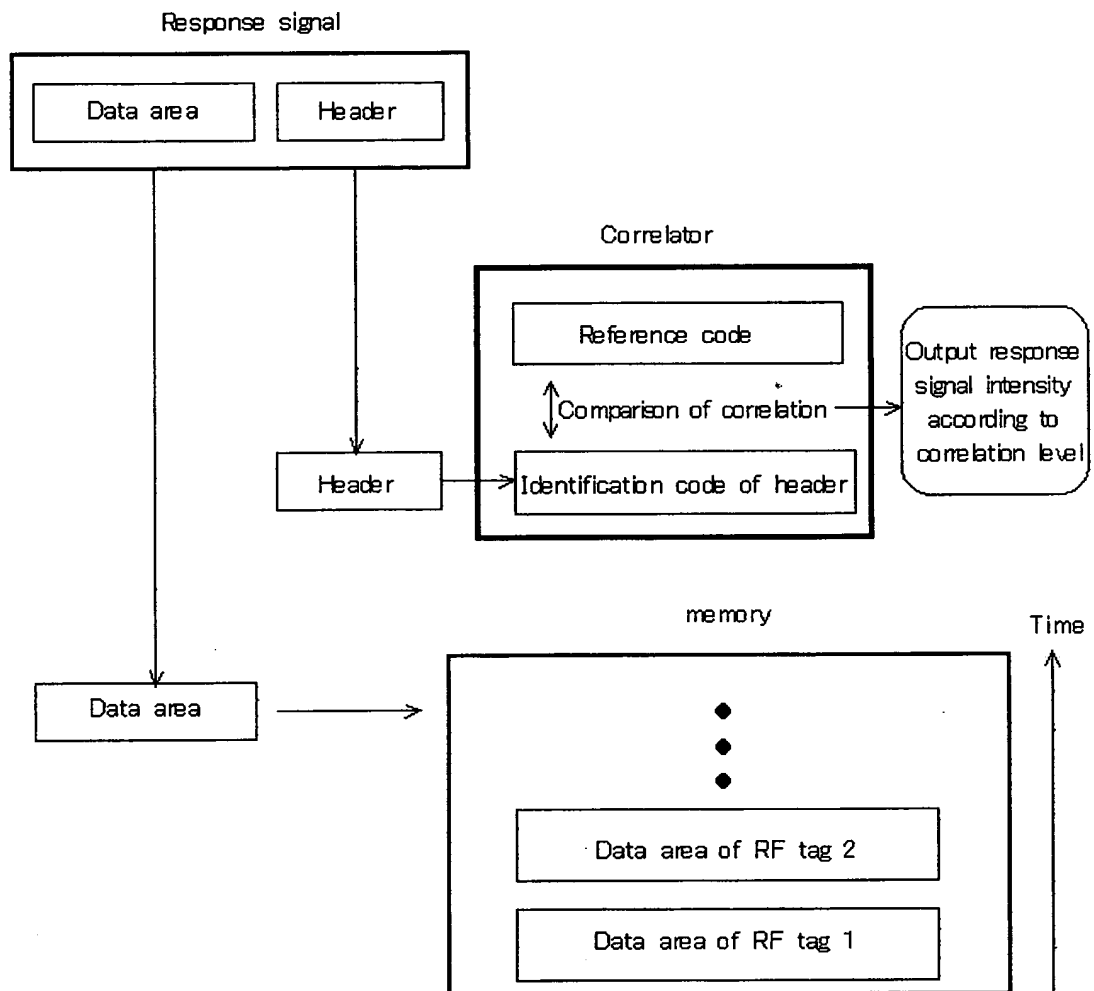 Response signal
Data area
Header
Correlator
Reference code
Comparison of correlation
Output response
signal intensity
according to
correlation level
Header
Identification code of header
memory
Time
Data area
Data area of RF tag 2
Data area of RF tag 1